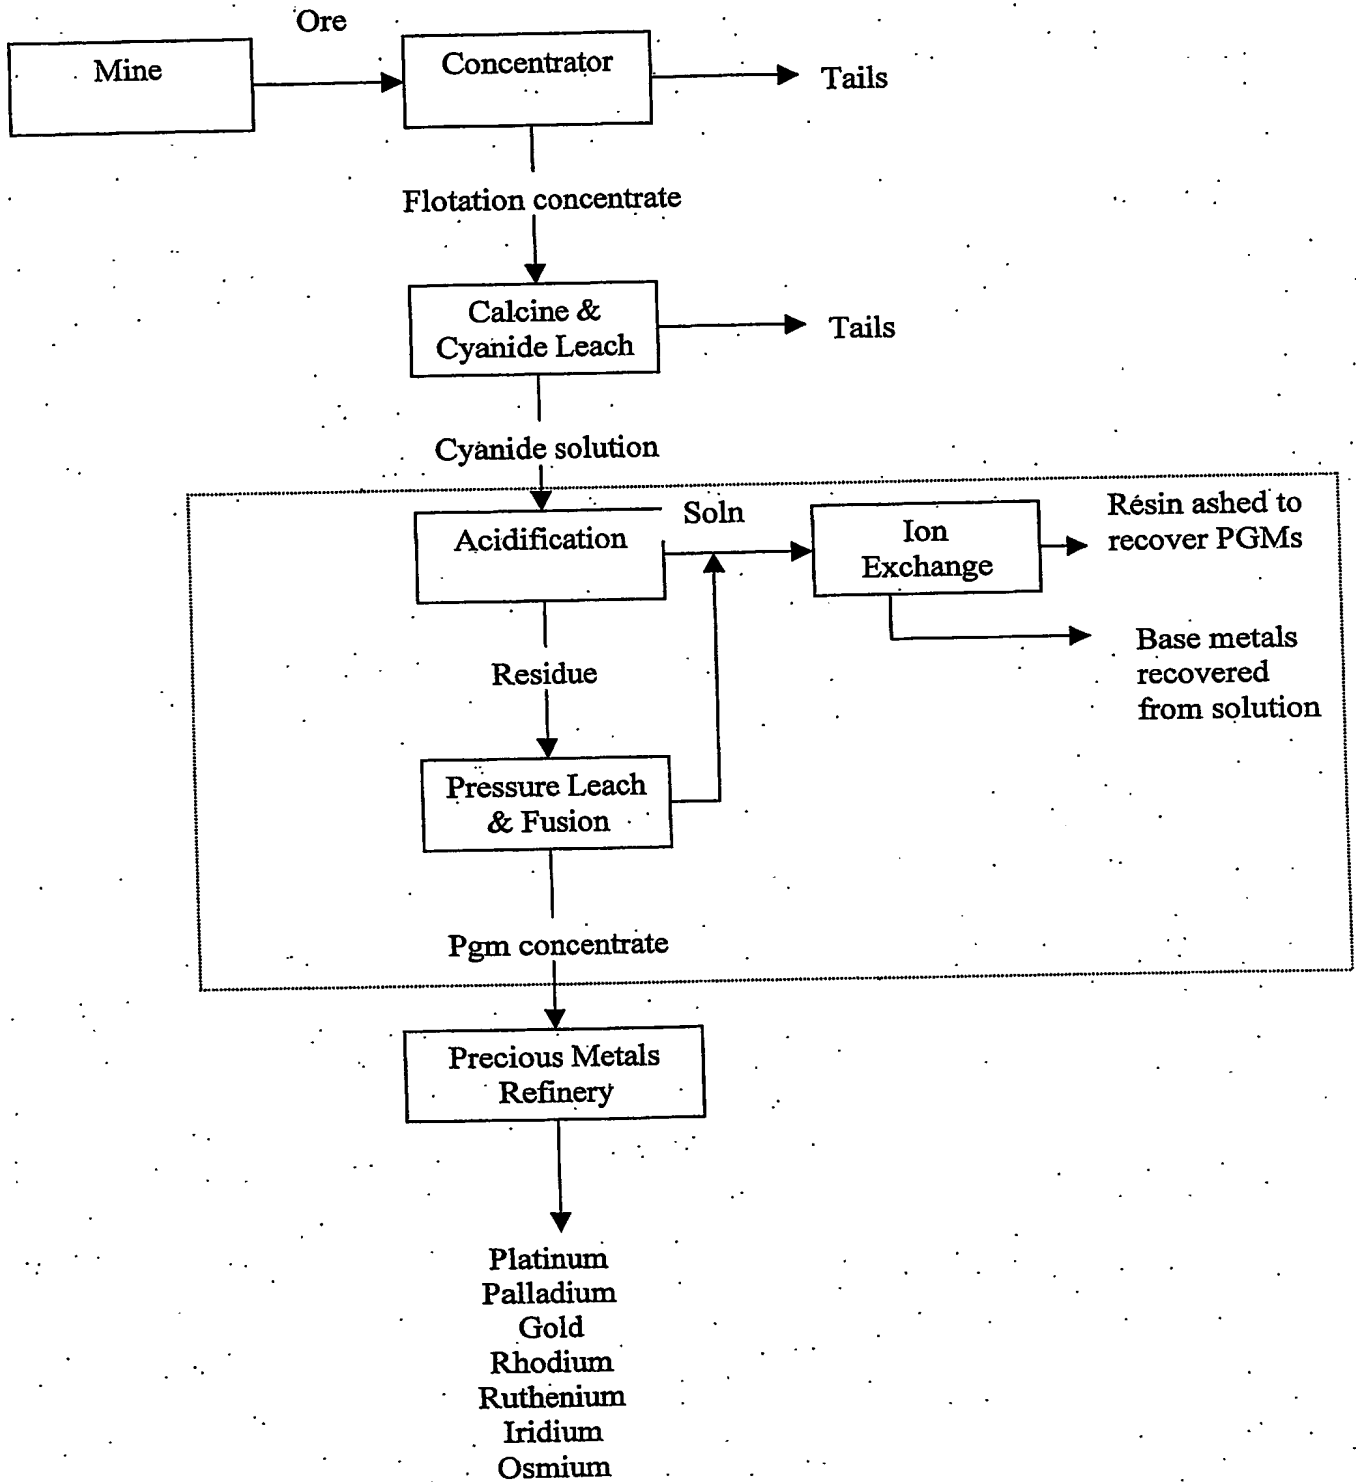 Ore
Mine
Concentrator
Tails
Flotation concentrate
Calcine &
Cyanide Leach
Tails
Cyanide solution
Acidification
Soln
Ion
Exchange
Resin ashed to
recover PGMs
Base metals
recovered
from solution
Residue
Pressure Leach
& Fusion
Pgm concentrate
Precious Metals
Refinery
Platinum
Palladium
Gold
Rhodium
Ruthenium
Iridium
Osmium